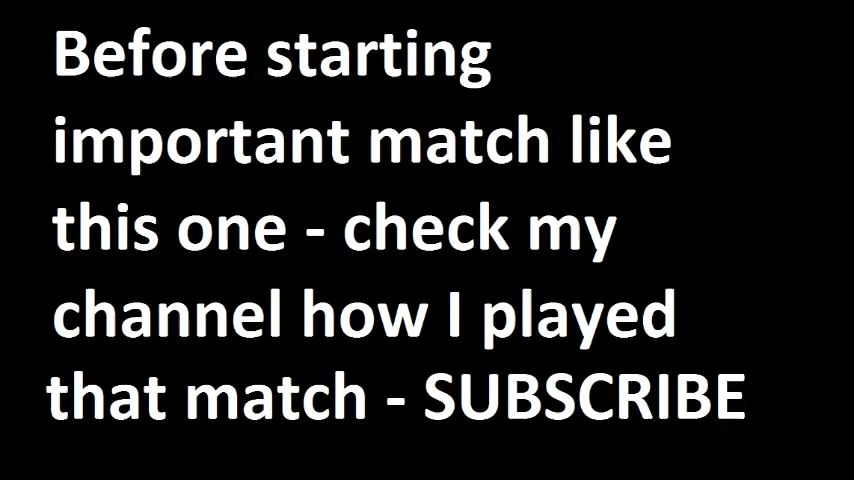 Before starting
important match like
this one - check my
channel how I played
that match - SUBSCRIBE